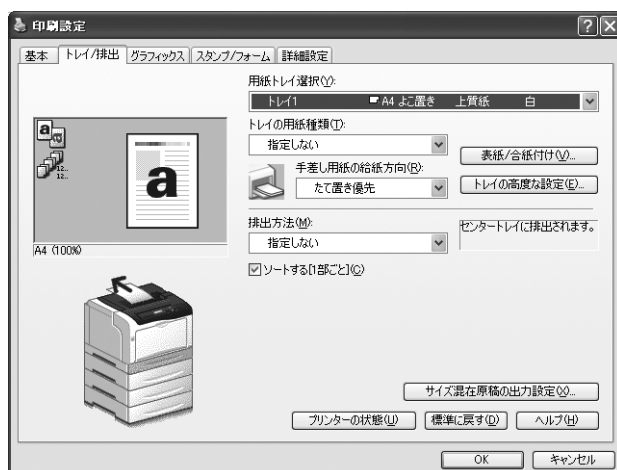 印刷設定
基本 トレイ/排出 グラフィックス スタンプ/フォーム 詳細設定
用紙トレイ選択(Y):
トレイ1 A4 よこ置き 上質紙 白
トレイの用紙種類(T):
指定しない
表紙/合紙付け(V)...
手差し用紙の給紙方向(R):
たて置き優先
トレイの高度な設定(E)...
排出方法(M):
指定しない
センタートレイに排出されます。
A4 (100%)
ソートする[1部ごと](C)
サイズ混在原稿の出力設定(X)...
プリンターの状態(U) 標準に戻す(D) ヘルプ(H)
OK キャンセル